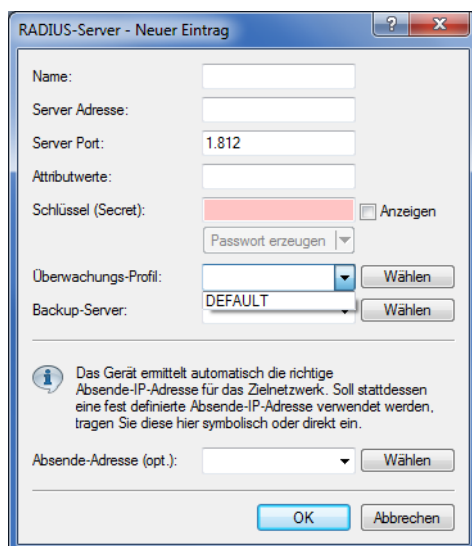 RADIUS-Server - Neuer Eintrag
?
Name:
Server Adresse:
Server Port: 1.812
Attributwerte:
Schlüssel (Secret): Anzeigen
Passwort erzeugen
Überwachungs-Profil: Wählen
DEFAULT
Backup-Server: Wählen
Das Gerät ermittelt automatisch die richtige
Absende-IP-Adresse für das Zielnetzwerk. Soll stattdessen
eine fest definierte Absende-IP-Adresse verwendet werden,
tragen Sie diese hier symbolisch oder direkt ein.
Absende-Adresse (opt.): Wählen
OK Abbrechen